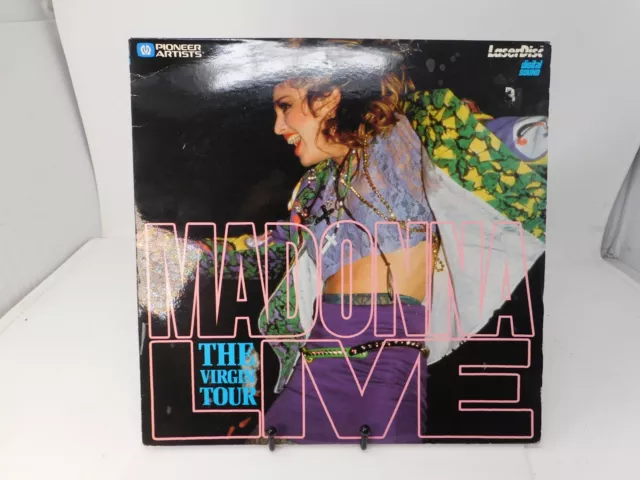 PIONEER
ARTISTS
LaserDisc
digital
SOUND
MADONNA
LIVE
THE
VIRGIN
TOUR